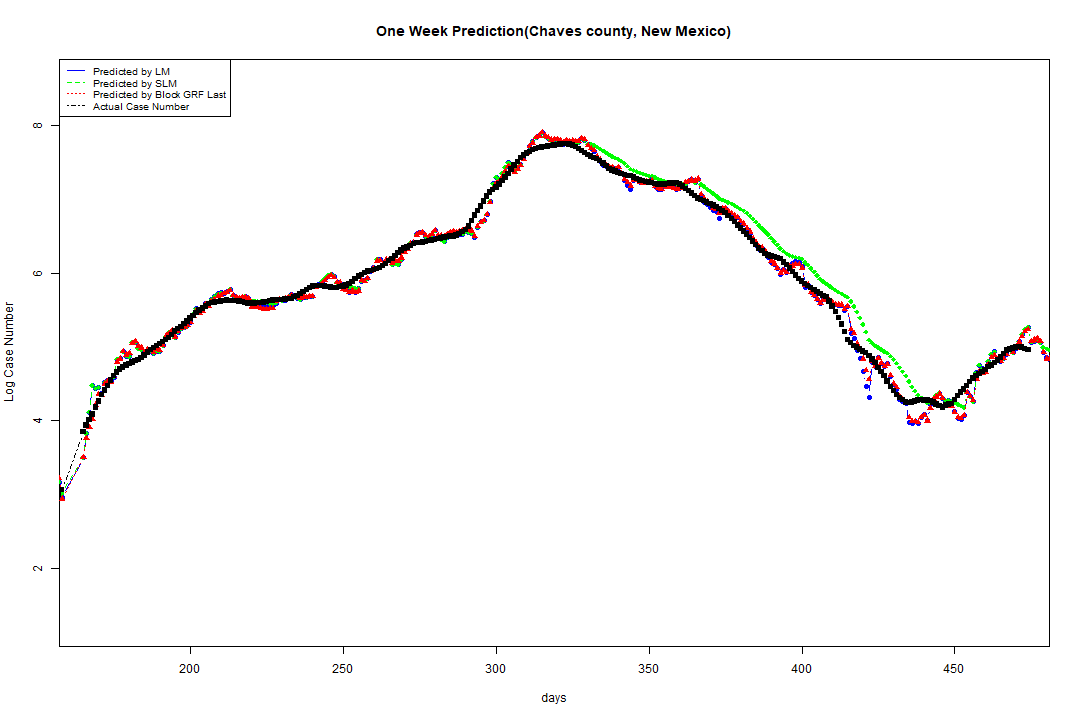 One Week Prediction(Chaves county, New Mexico)
Predicted by LM
Predicted by SLM
Predicted by Block GRF Last
Actual Case Number
8
6
4
2
Log Case Number
200
250
300
350
400
450
days